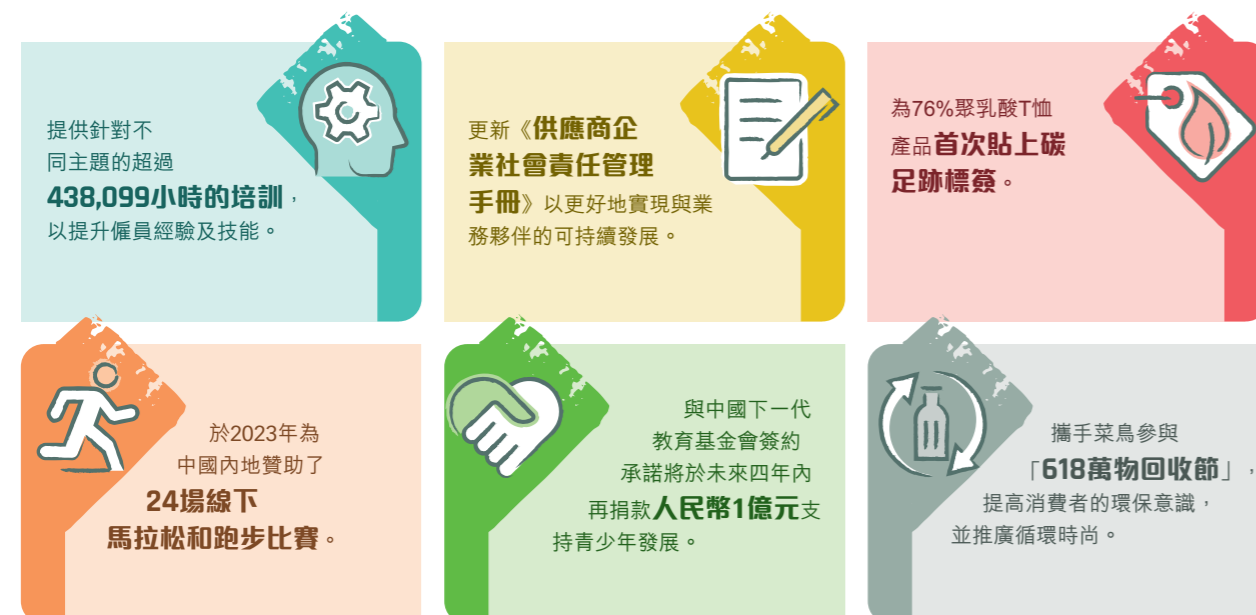 提供針對不
同主題的超過
438,099小時的培訓，
以提升僱員經驗及技能。
更新《供應商企
業社會責任管理
手冊》以更好地實現與業
務夥伴的可持續發展。
為76%聚乳酸T恤
產品首次貼上碳
足跡標簽。
於2023年為
中國內地贊助了
24場線下
馬拉松和跑步比賽。
與中國下一代
教育基金會簽約
承諾將於未來四年內
再捐款人民幣1億元支
持青少年發展。
攜手菜鳥參與
「618萬物回收節」，
提高消費者的環保意識，
並推廣循環時尚。